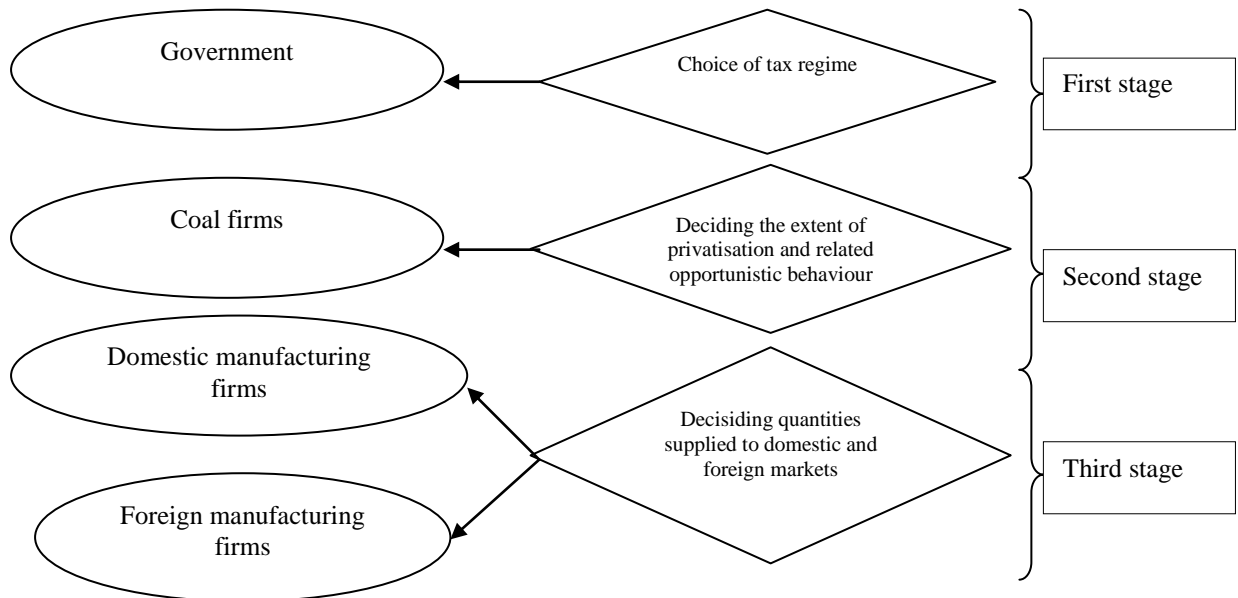 Government
Choice of tax regime
First stage
Coal firms
Deciding the extent of
privatisation and related
opportunistic behaviour
Second stage
Domestic manufacturing
firms
Decisiding quantities
supplied to domestic and
foreign markets
Third stage
Foreign manufacturing
firms